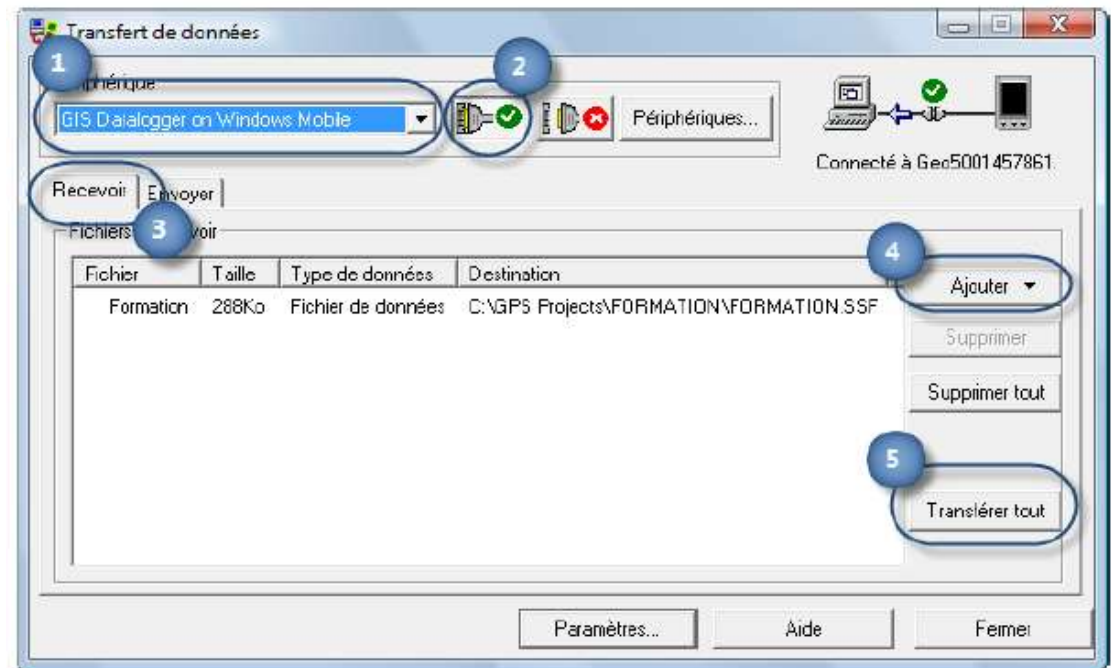 Transfert de données
1
2
GIS Datalogger on Windows Mobile
Périphériques...
Connecté à Geo5001457861
Recevoir
Envoyer
Fichiers
3
4
Fichier Taille Type de données Destination
Ajouter
Formation 288Ko Fichier de données C:\GPS Projects\FORMATION\FORMATION.SSF
Supprimer
Supprimer tout
5
Transférer tout
Paramètres...
Aide
Fermer